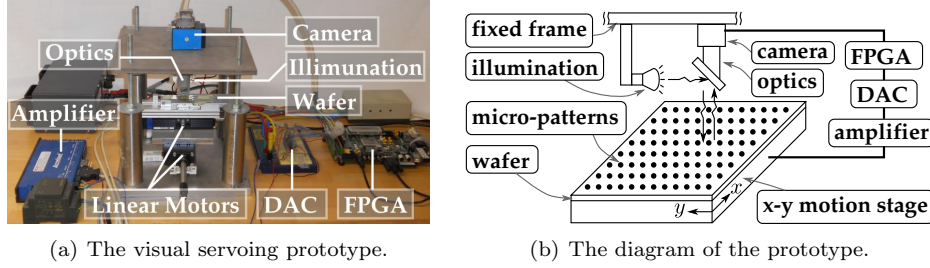 Camera
Optics
Illimunation
Wafer
Amplifier
Linear Motors
DAC
FPGA
(a) The visual servoing prototype.
fixed frame
camera
FPGA
illumination
optics
DAC
micro-patterns
amplifier
wafer
x
y
x-y motion stage
(b) The diagram of the prototype.